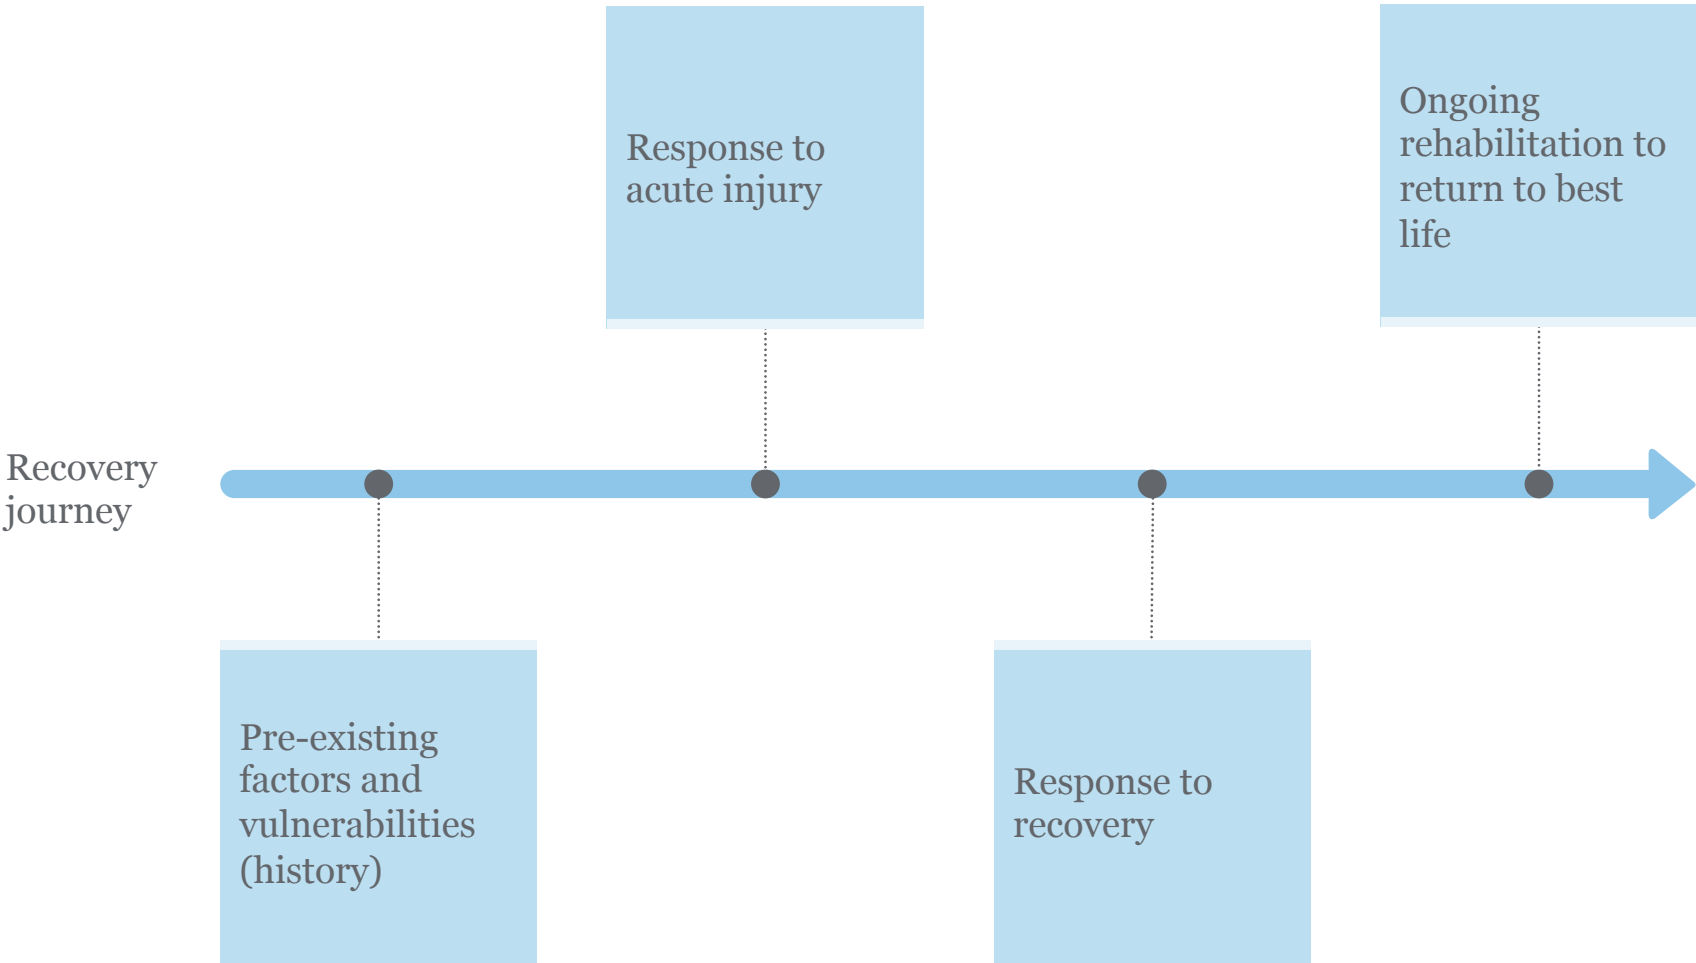 Recovery
journey
Pre-existing
factors and
vulnerabilities
(history)
Response to
acute injury
Response to
recovery
Ongoing
rehabilitation to
return to best
life